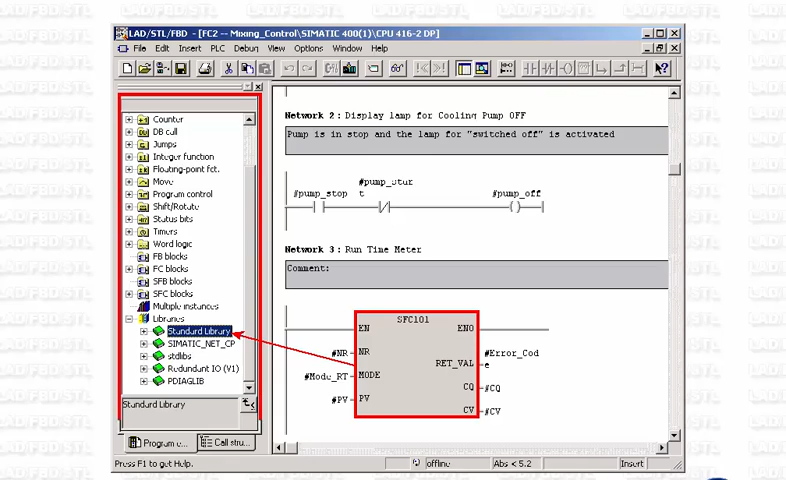 LAD/STL/FBD - [FC2 -- Mixing_Control\SIMATIC 400(1)\CPU 416-2 DP]
File Edit Insert PLC Debug View Options Window Help
Counter
DB call
Jumps
Integer function
Floating-point fct.
Move
Program control
Shift/Rotate
Status bits
Timers
Word logic
FB blocks
FC blocks
SFB blocks
SFC blocks
Multiple instances
Libraries
Standard Library
SIMATIC_NET_CP
stdlibs
Redundant IO (V1)
PDIAGLIB
Standard Library
Program e... Call stru...
Network 2 : Display lamp for Cooling Pump OFF
Pump is in stop and the lamp for "switched off" is activated
#pump_star
#pump_stop t #pump_off
Network 3 : Run Time Meter
Comment:
SFC101
EN ENO
#NR NR #Error_Cod
RET_VAL e
#Mode_RT MODE
CQ #CQ
#PV PV
CV #CV
Press F1 to get Help. offline Abs < 5.2 Insert